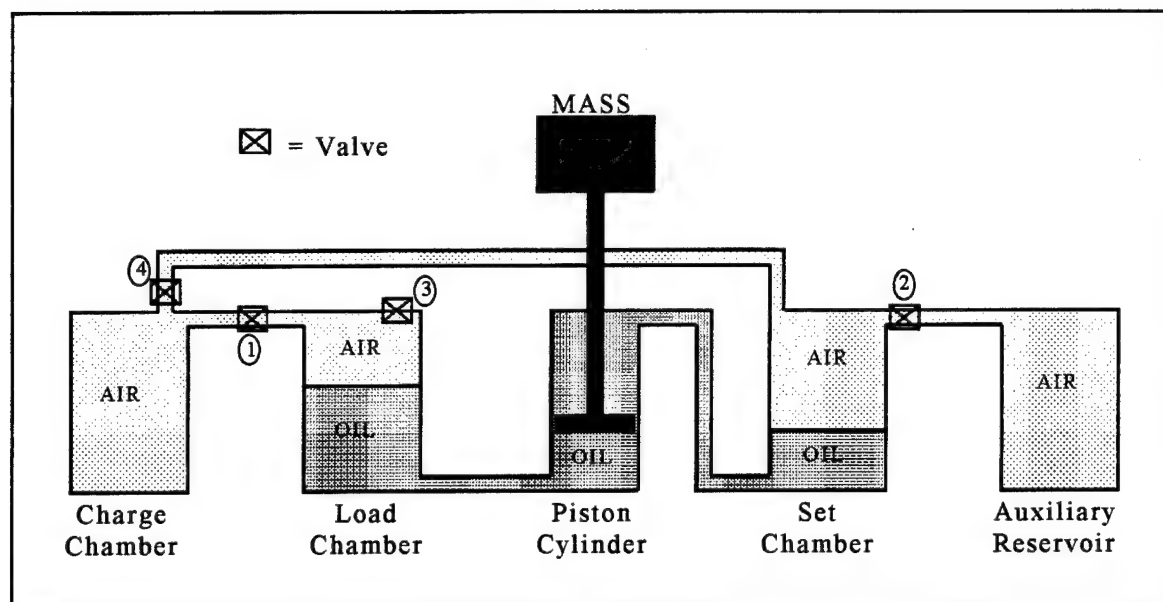 MASS
= Valve
4
3
2
1
AIR
AIR
AIR
AIR
OIL
OIL
OIL
Charge
Chamber
Load
Chamber
Piston
Cylinder
Set
Chamber
Auxiliary
Reservoir